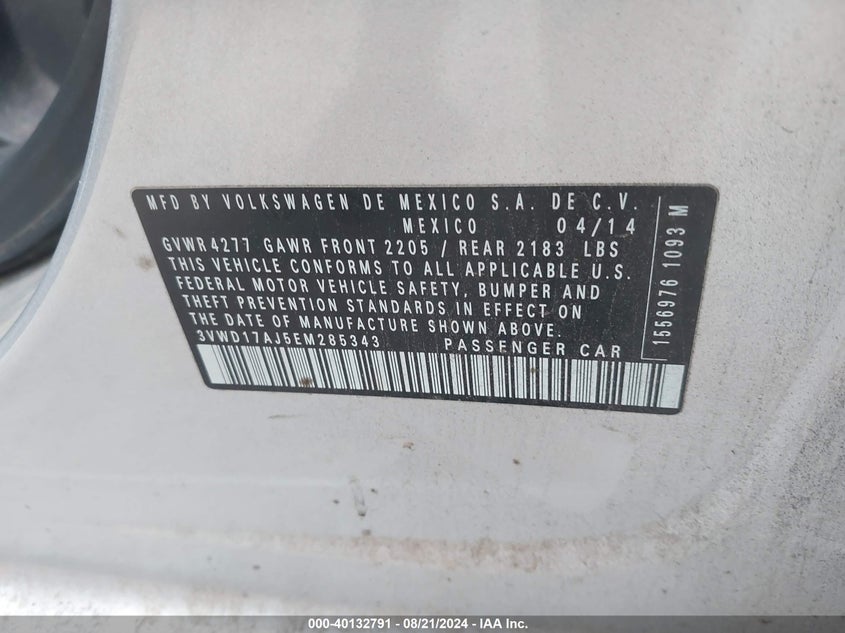 MFD BY VOLKSWAGEN DE MEXICO S.A. DE C.V.
MEXICO 04/14
GVWR 4277 GAWR FRONT 2205 / REAR 2183 LBS
THIS VEHICLE CONFORMS TO ALL APPLICABLE U.S.
FEDERAL MOTOR VEHICLE SAFETY, BUMPER AND
THEFT PREVENTION STANDARDS IN EFFECT ON
THE DATE OF MANUFACTURE SHOWN ABOVE.
3VWD17AJ5EM285343 PASSENGER CAR
1556976 1093 M
000-40132791 - 08/21/2024 - IAA Inc.